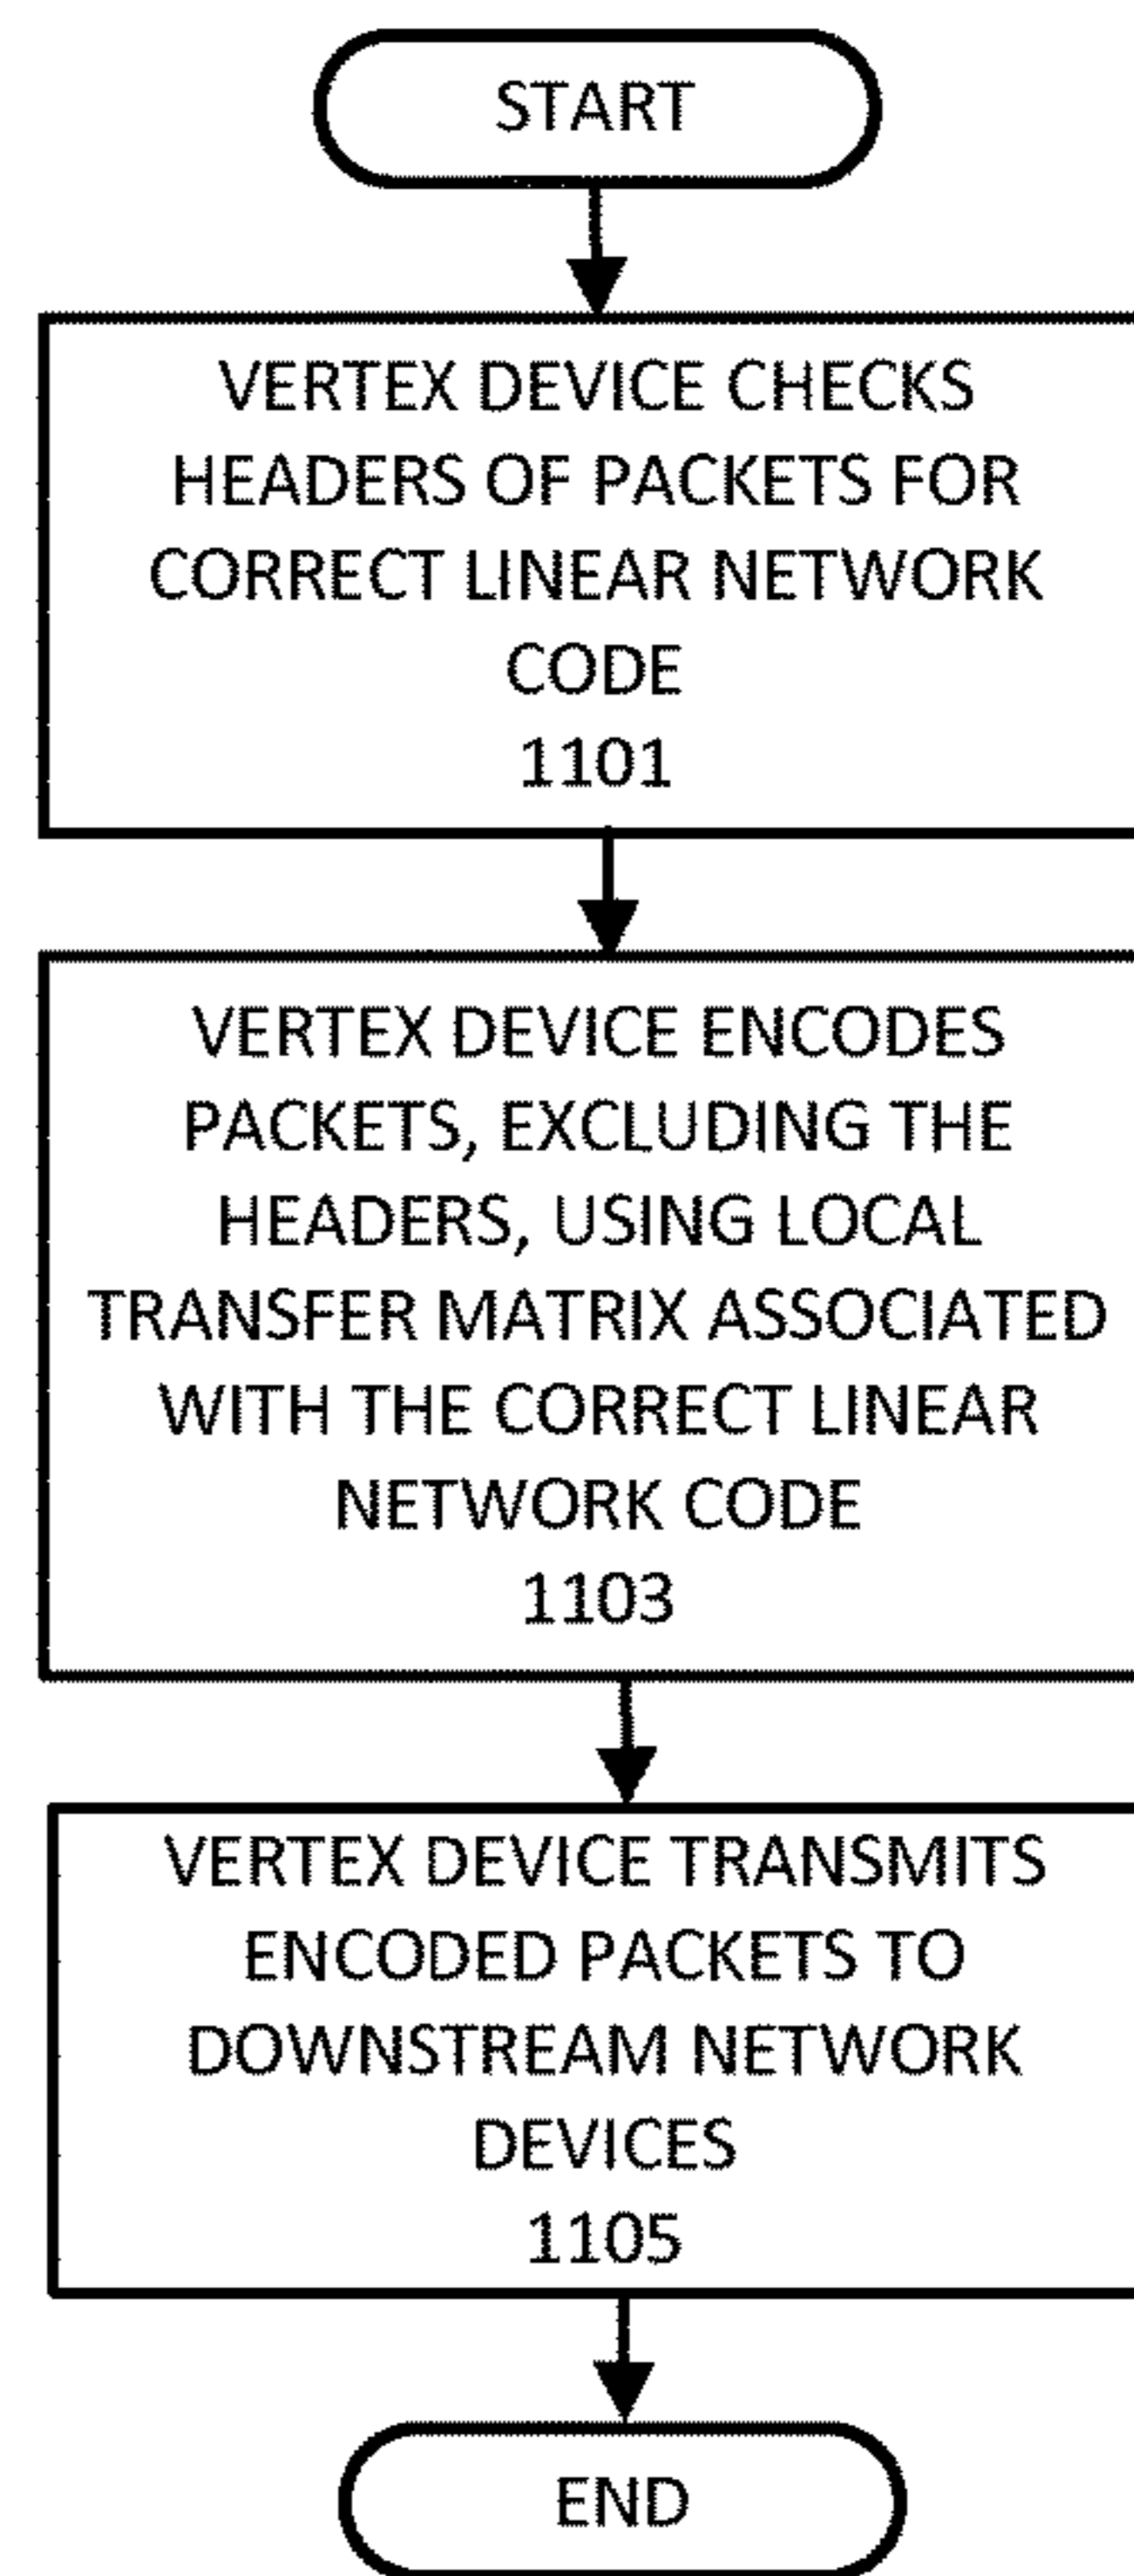 START
VERTEX DEVICE CHECKS
HEADERS OF PACKETS FOR
CORRECT LINEAR NETWORK
CODE
1101
VERTEX DEVICE ENCODES
PACKETS, EXCLUDING THE
HEADERS, USING LOCAL
TRANSFER MATRIX ASSOCIATED
WITH THE CORRECT LINEAR
NETWORK CODE
1103
VERTEX DEVICE TRANSMITS
ENCODED PACKETS TO
DOWNSTREAM NETWORK
DEVICES
1105
END